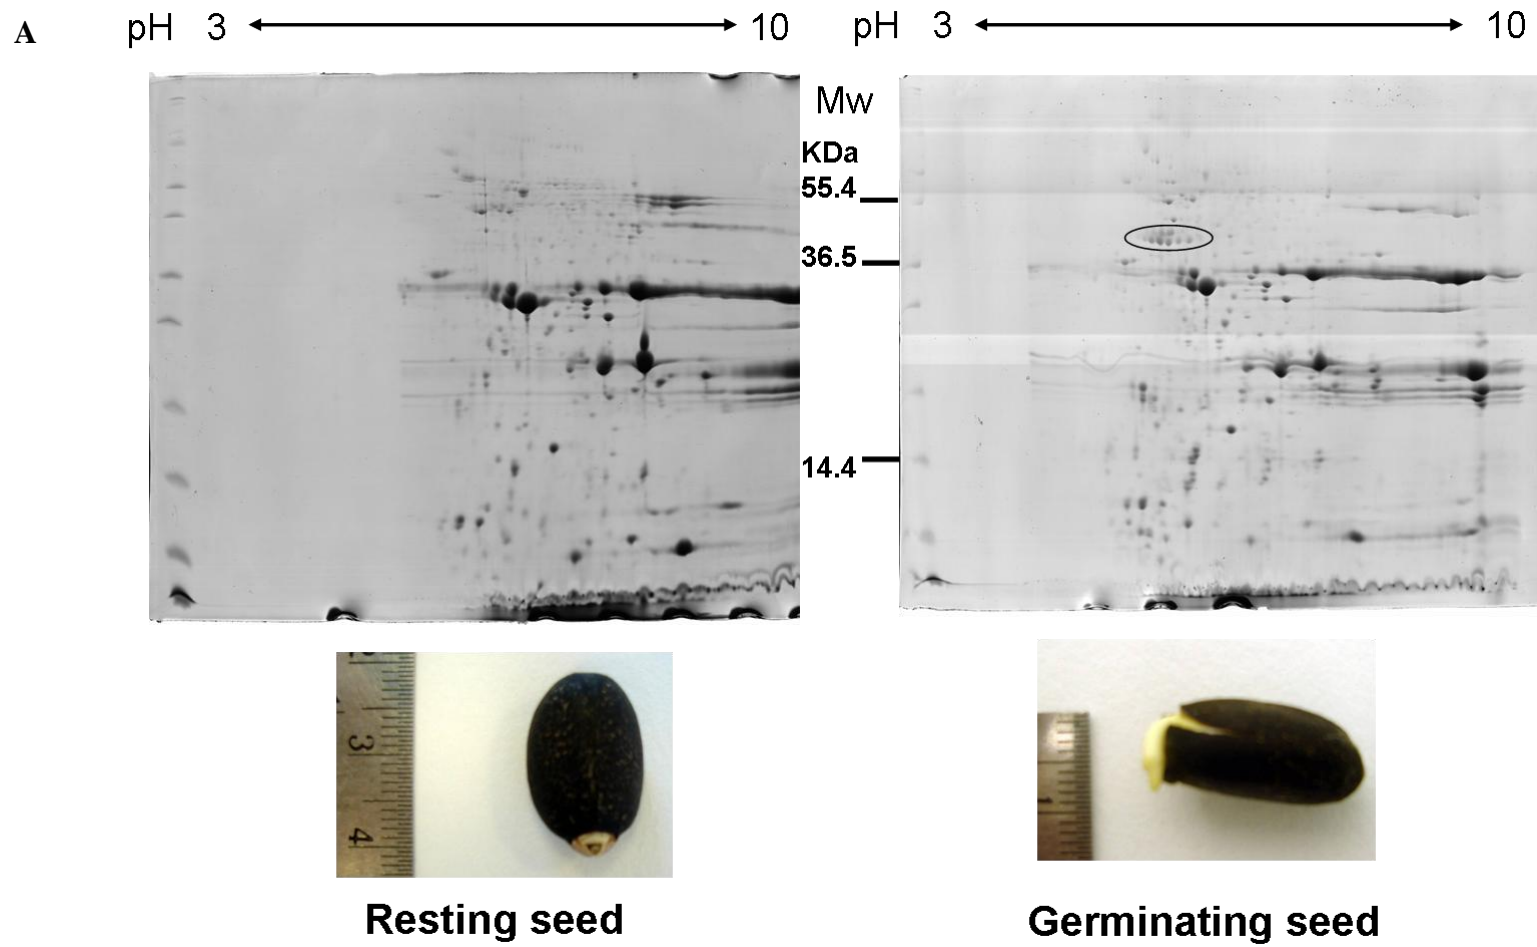 A
pH 3 10
pH 3 10
Mw
KDa
55.4
36.5
14.4
3
4
1
Resting seed
Germinating seed